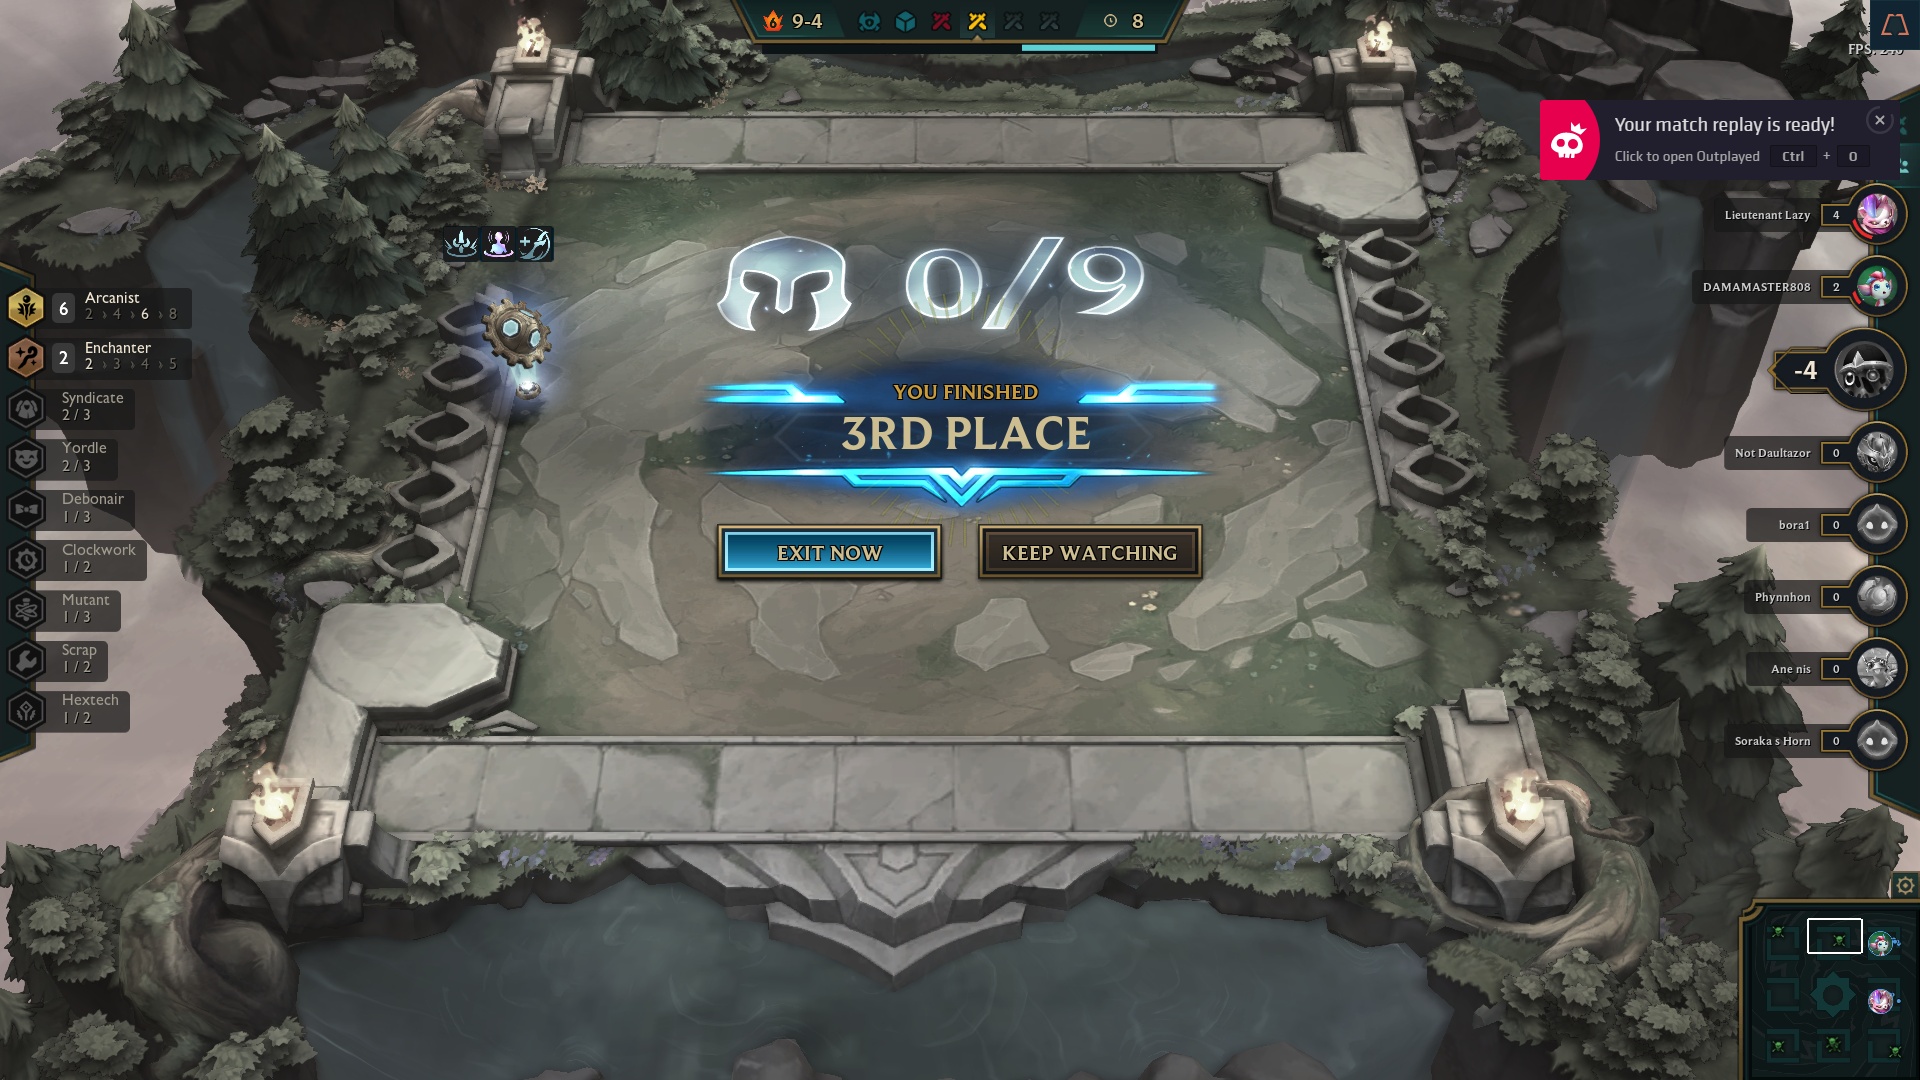 9-4
8
FPS: 240
Your match replay is ready!
Click to open Outplayed Ctrl + O
Lieutenant Lazy 4
DAMAMASTER808 2
-4
Not Daultazor 0
bora1 0
Phynnhon 0
Ane nis 0
Soraka s Horn 0
6 Arcanist
2 › 4 › 6 › 8
2 Enchanter
2 › 3 › 4 › 5
Syndicate
2 / 3
Yordle
2 / 3
Debonair
1 / 3
Clockwork
1 / 2
Mutant
1 / 3
Scrap
1 / 2
Hextech
1 / 2
0/9
YOU FINISHED
3RD PLACE
EXIT NOW
KEEP WATCHING